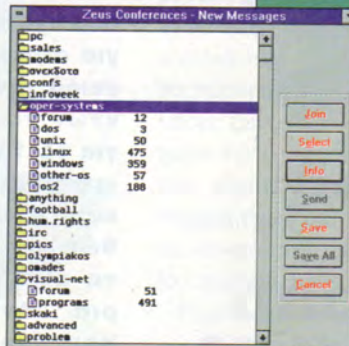 Zeus Conferences - New Messages
pc
sales
modems
ανεκδοτα
confs
infoweek
oper-systems
forum 12
dos 3
unix 50
linux 475
windows 359
other-os 57
os2 188
anything
football
hum.rights
irc
pics
olympiakos
omades
visual-net
forum 51
programs 491
skaki
advanced
problem
Join
Select
Info
Send
Save
Save All
Cancel